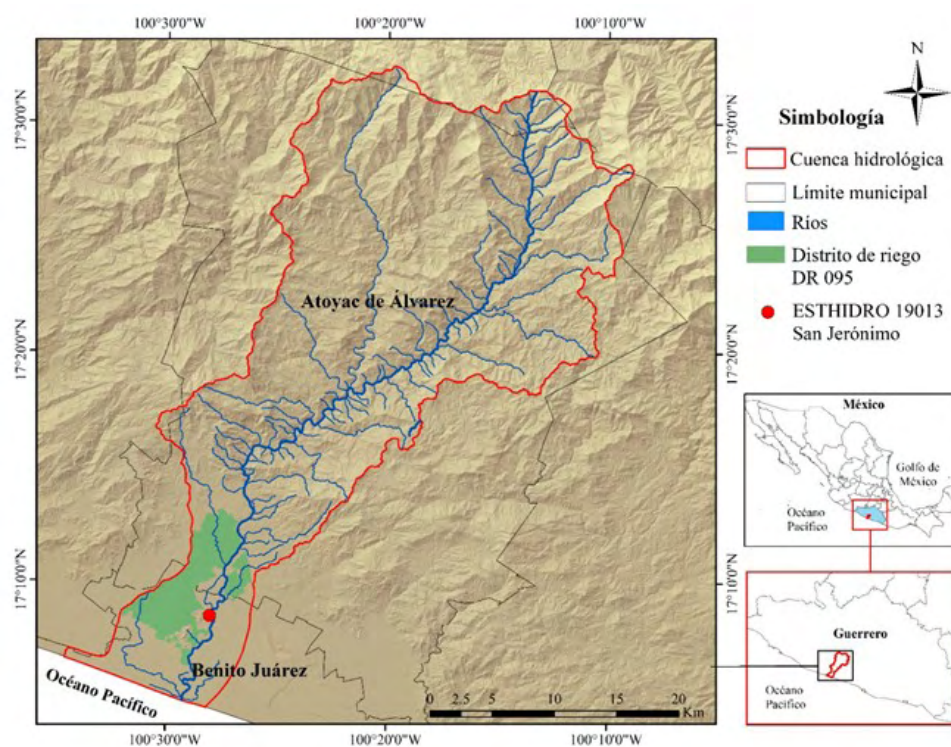 100°30'0"W
100°20'0"W
100°10'0"W
17°30'0"N
17°20'0"N
17°10'0"N
17°30'0"N
17°20'0"N
17°10'0"N
Atoyac de Álvarez
Benito Juárez
Océano Pacífico
0 2.5 5 10 15 20
Km
100°30'0"W
100°20'0"W
100°10'0"W
N
Simbología
Cuenca hidrológica
Límite municipal
Ríos
Distrito de riego
DR 095
ESTHIDRO 19013
San Jerónimo
México
Golfo de
México
Océano
Pacífico
Guerrero
Océano
Pacífico